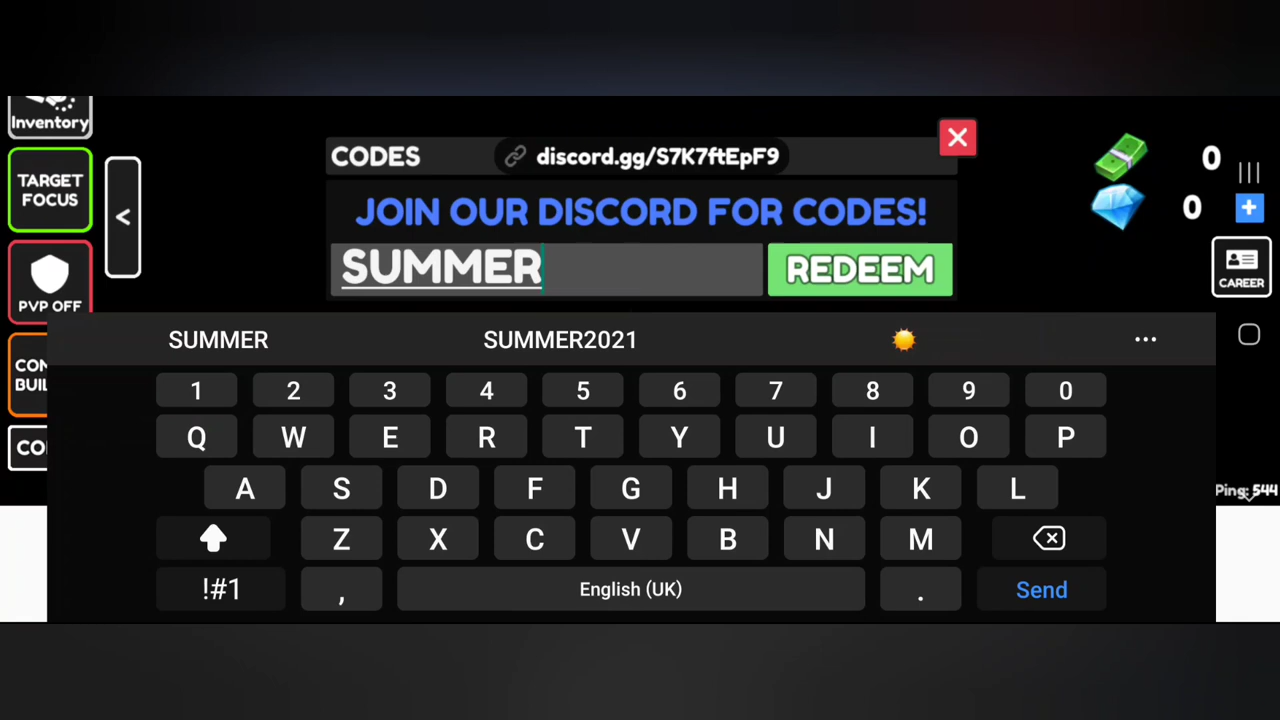 Inventory
TARGET
FOCUS
<
PVP OFF
CODES
discord.gg/S7K7ftEpF9
JOIN OUR DISCORD FOR CODES!
SUMMER
REDEEM
0
0
+
CAREER
Ping: 544
SUMMER SUMMER2021 ...
1 2 3 4 5 6 7 8 9 0
Q W E R T Y U I O P
A S D F G H J K L
Z X C V B N M
!#1 , English (UK) . Send